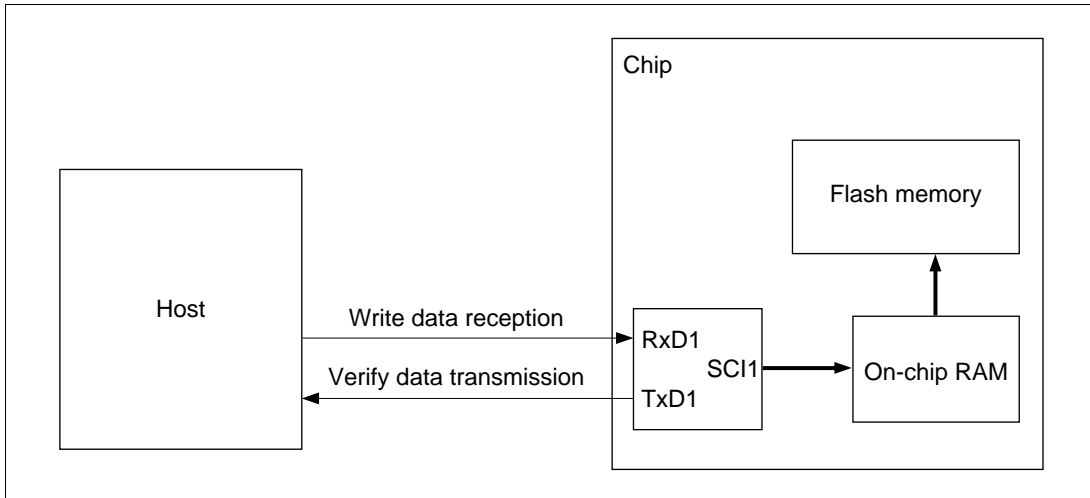 Chip
Flash memory
Host
Write data reception
RxD1
SCI1
On-chip RAM
Verify data transmission
TxD1